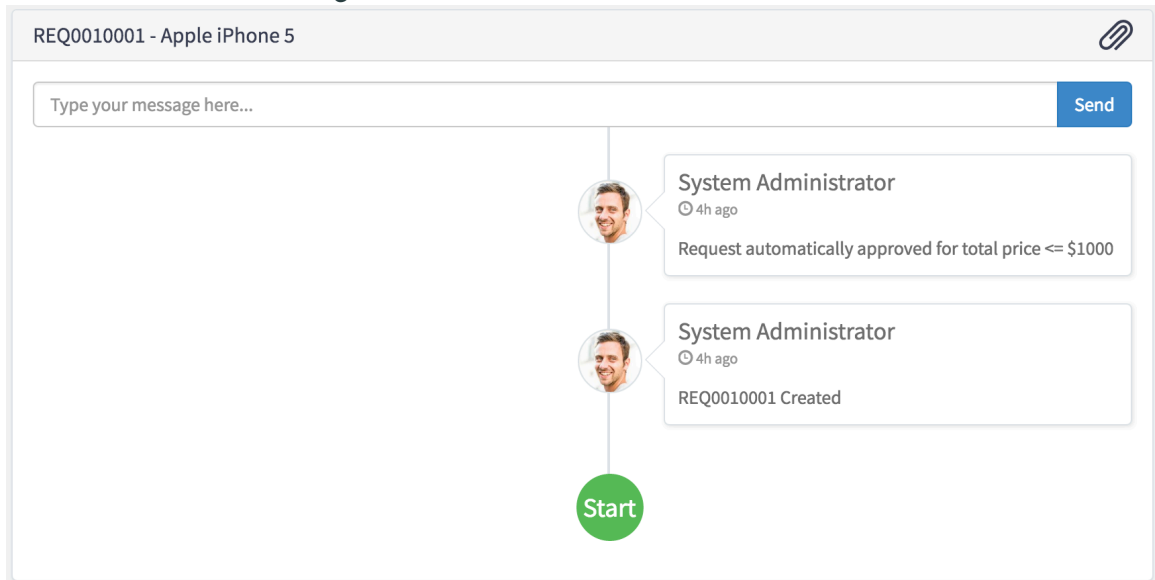 REQ0010001 - Apple iPhone 5
Type your message here...
Send
System Administrator
4h ago
Request automatically approved for total price <= $1000
System Administrator
4h ago
REQ0010001 Created
Start